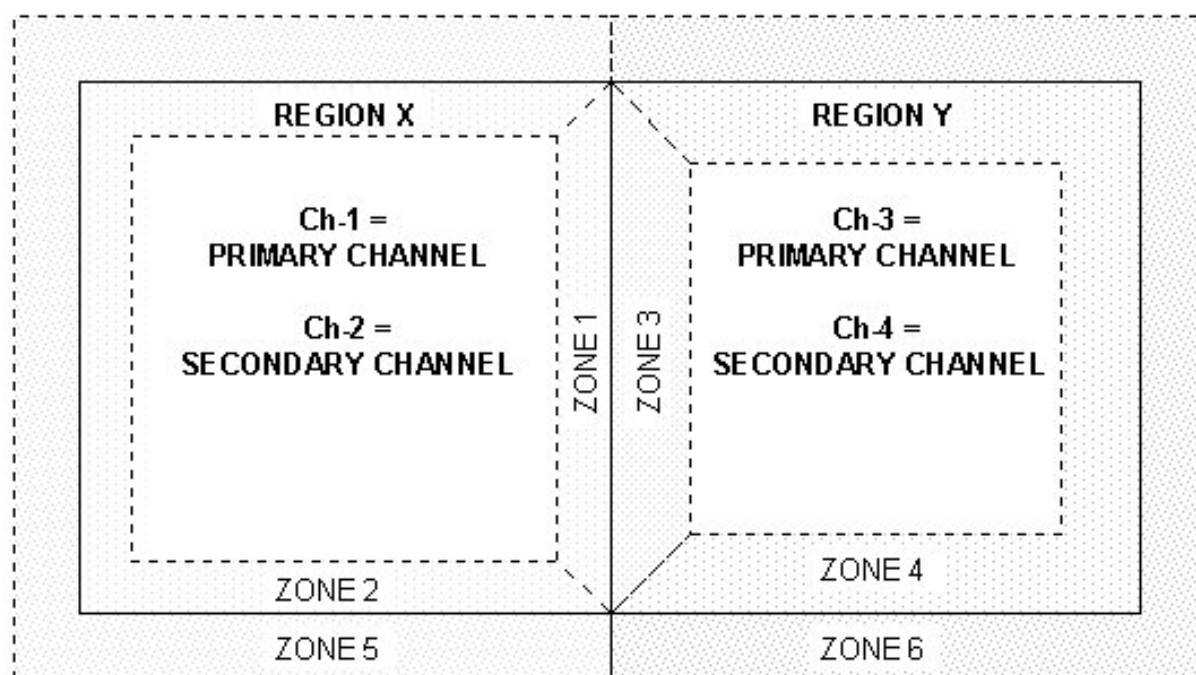 REGION X
Ch-1 =
PRIMARY CHANNEL
Ch-2 =
SECONDARY CHANNEL
ZONE 1
ZONE 2
ZONE 5
REGION Y
Ch-3 =
PRIMARY CHANNEL
Ch-4 =
SECONDARY CHANNEL
ZONE 3
ZONE 4
ZONE 6